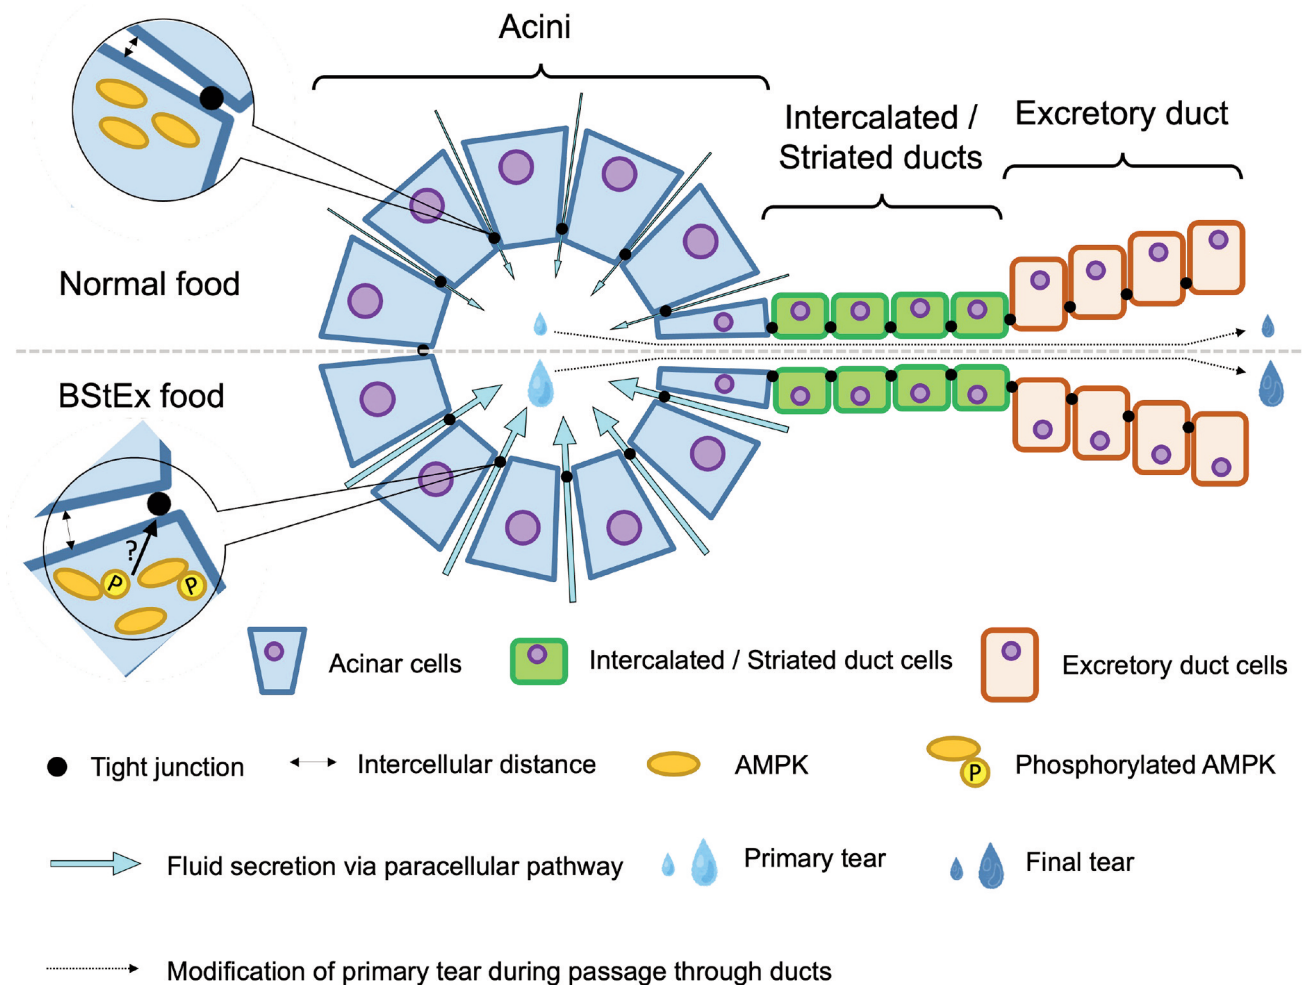 Acini
Intercalated /
Striated ducts
Excretory duct
Normal food
BStEx food
?
P
P
Acinar cells
Intercalated / Striated duct cells
Excretory duct cells
Tight junction
Intercellular distance
AMPK
P
Phosphorylated AMPK
Fluid secretion via paracellular pathway
Primary tear
Final tear
Modification of primary tear during passage through ducts